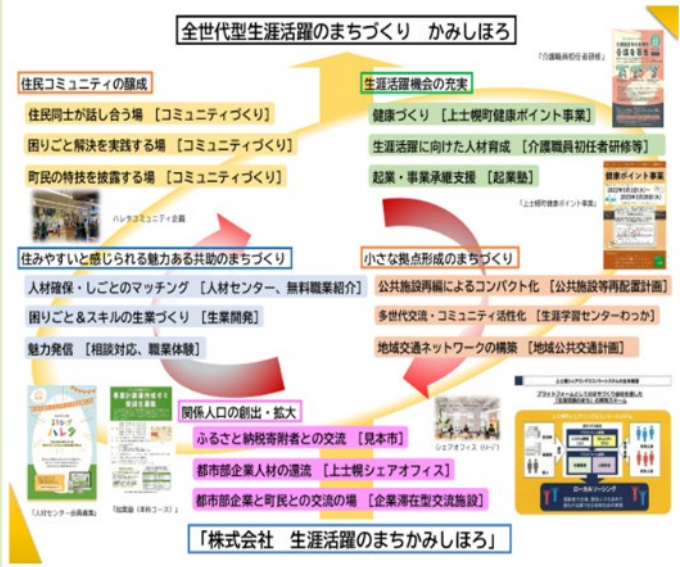 全世代型生涯活躍のまちづくり　かみしほろ
「介護職員初任者研修」
住民コミュニティの醸成
住民同士が話し合う場　[コミュニティづくり]
困りごと解決を実践する場　[コミュニティづくり]
町民の特技を披露する場　[コミュニティづくり]
ハレタコミュニティ企画
生涯活躍機会の充実
健康づくり　[上士幌町健康ポイント事業]
生涯活躍に向けた人材育成　[介護職員初任者研修等]
起業・事業承継支援　[起業塾]
「上士幌町健康ポイント事業」
健康ポイント事業
住みやすいと感じられる魅力ある共助のまちづくり
人材確保・しごとのマッチング　[人材センター、無料職業紹介]
困りごと＆スキルの生業づくり　[生業開発]
魅力発信　[相談対応、職業体験]
小さな拠点形成のまちづくり
公共施設再編によるコンパクト化　[公共施設等再配置計画]
多世代交流・コミュニティ活性化　[生涯学習センターわっか]
地域交通ネットワークの構築　[地域公共交通計画]
関係人口の創出・拡大
ふるさと納税寄附者との交流　[見本市]
都市部企業人材の還流　[上士幌シェアオフィス]
都市部企業と町民との交流の場　[企業滞在型交流施設]
ハレタ
「人材センター会員募集」
「起業塾（本科コース）」
ローカルソーシング
「株式会社　生涯活躍のまちかみしほろ」